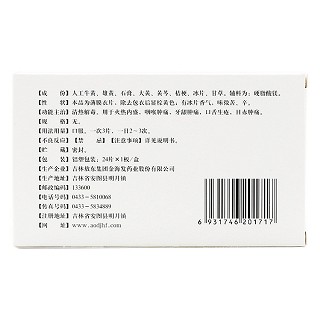 【成 份】人工牛黄、雄黄、石膏、大黄、黄芩、桔梗、冰片、甘草。辅料为：硬脂酸镁。
【性 状】本品为薄膜衣片，除去包衣后显棕黄色；有冰片香气，味微苦、辛。
【功能主治】清热解毒。用于火热内盛，咽喉肿痛，牙龈肿痛，口舌生疮，目赤肿痛。
【规 格】无。
【用法用量】口服，一次3片，一日2~3次。
【不良反应】【禁 忌】【注意事项】详见说明书。
【贮 藏】密封。
【包 装】铝塑包装；24片×1板/盒
【生产企业】吉林敖东集团金海发药业股份有限公司
【生产地址】吉林省安图县明月镇
【邮政编码】133600
【电话号码】0433-5810068
【传真号码】0433-5834889
【注册地址】吉林省安图县明月镇
【网 址】www.aodjhf.com
6 931746 201717